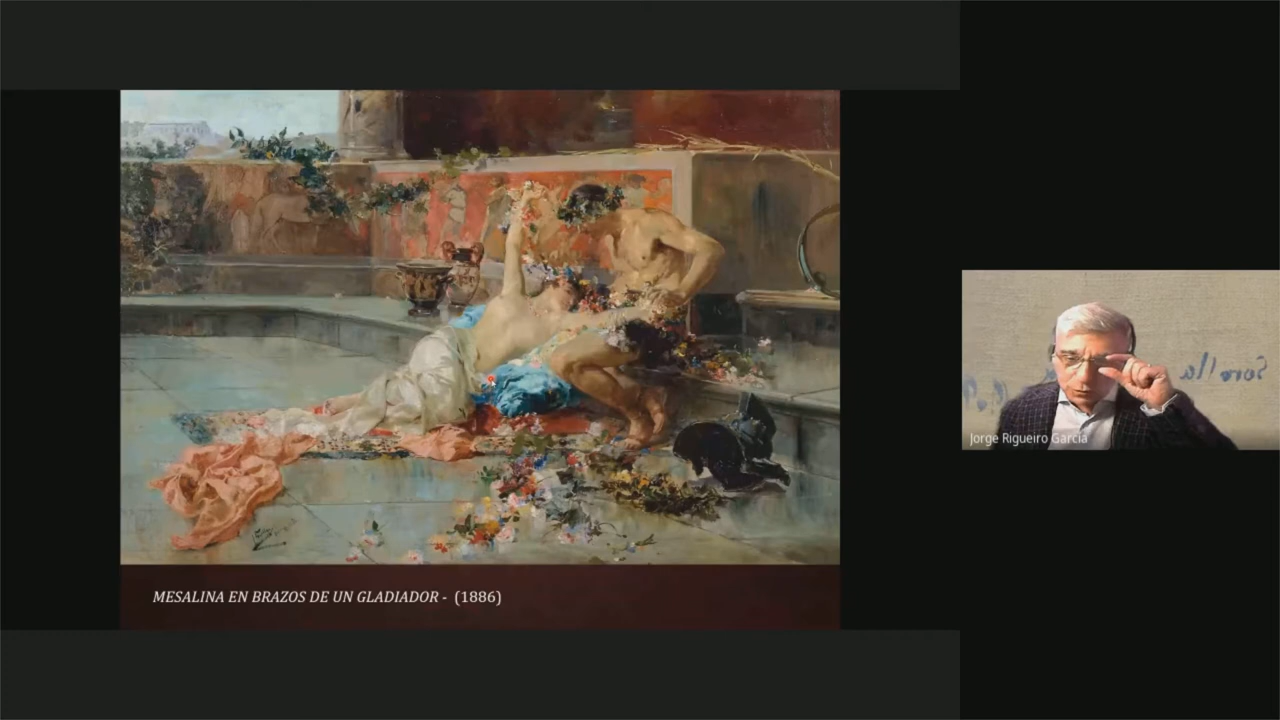 MESALINA EN BRAZOS DE UN GLADIADOR - (1886)
Sorolla
Jorge Rigueiro García